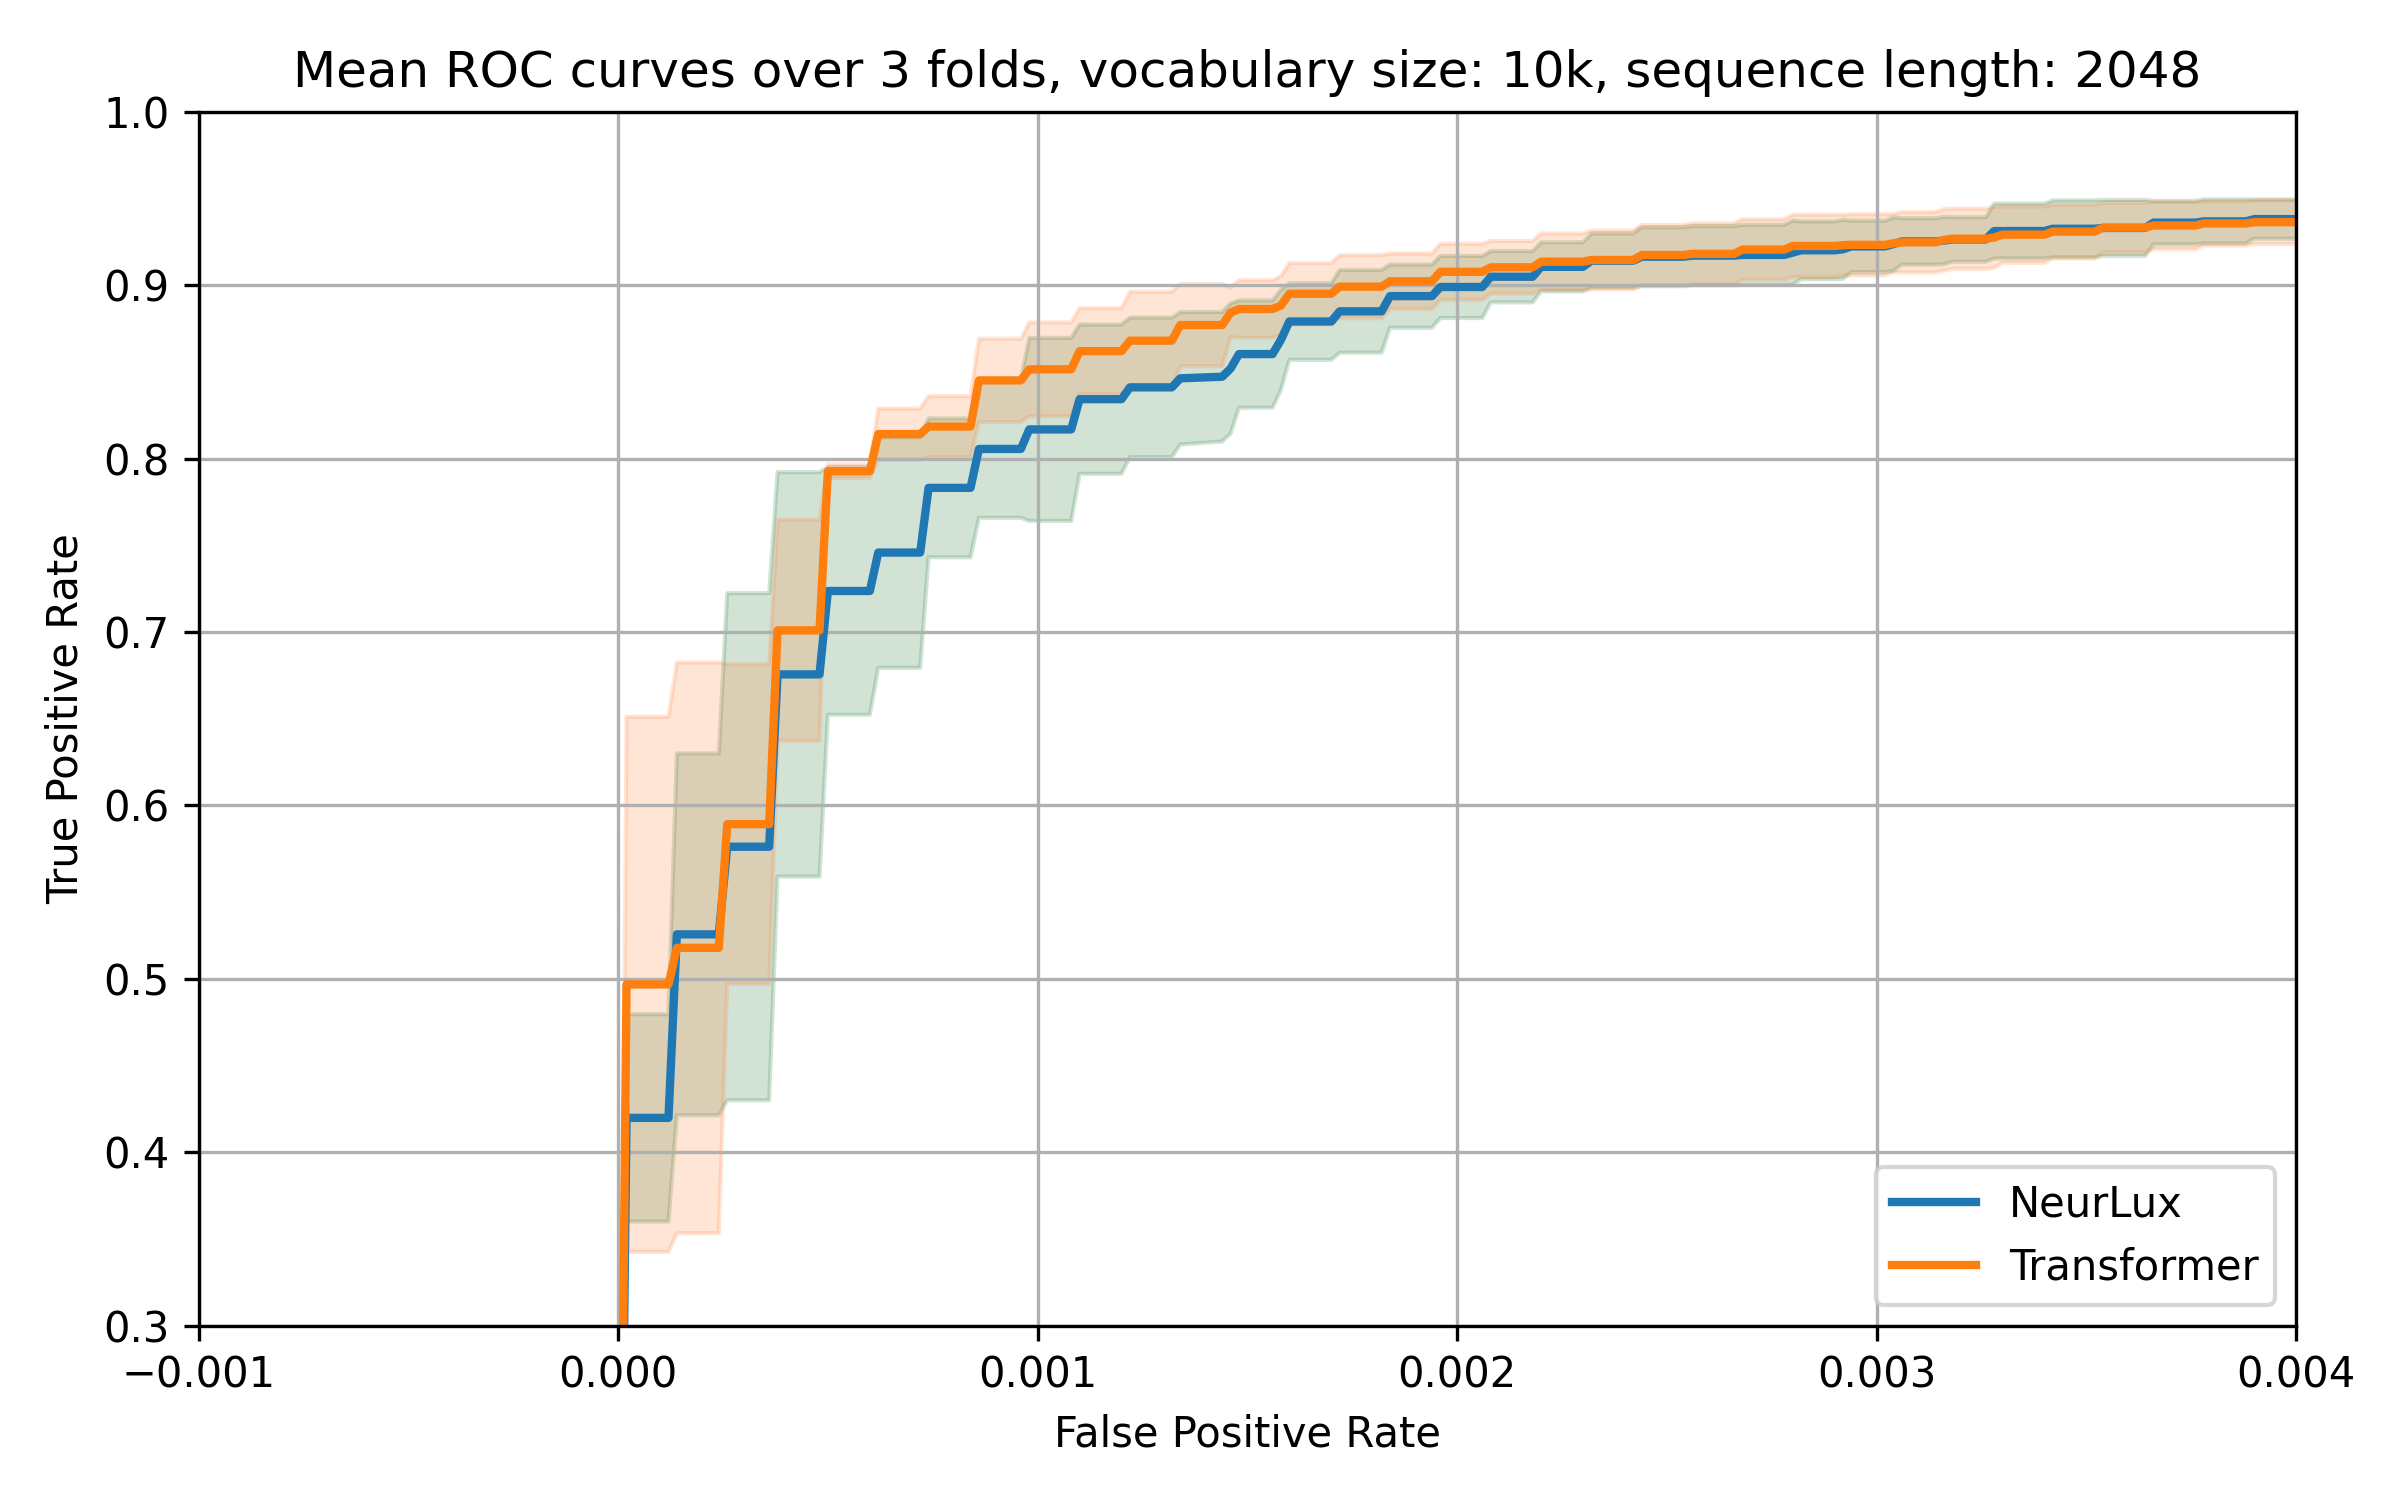 Mean ROC curves over 3 folds, vocabulary size: 10k, sequence length: 2048
1.0
0.9
0.8
0.7
0.6
0.5
0.4
0.3
True Positive Rate
−0.001
0.000
0.001
0.002
0.003
0.004
False Positive Rate
NeurLux
Transformer